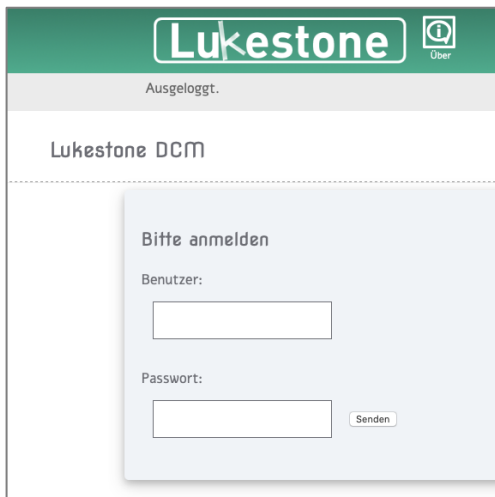 Lukestone
Über
Ausgeloggt.
Lukestone DCM
Bitte anmelden
Benutzer:
Passwort:
Senden